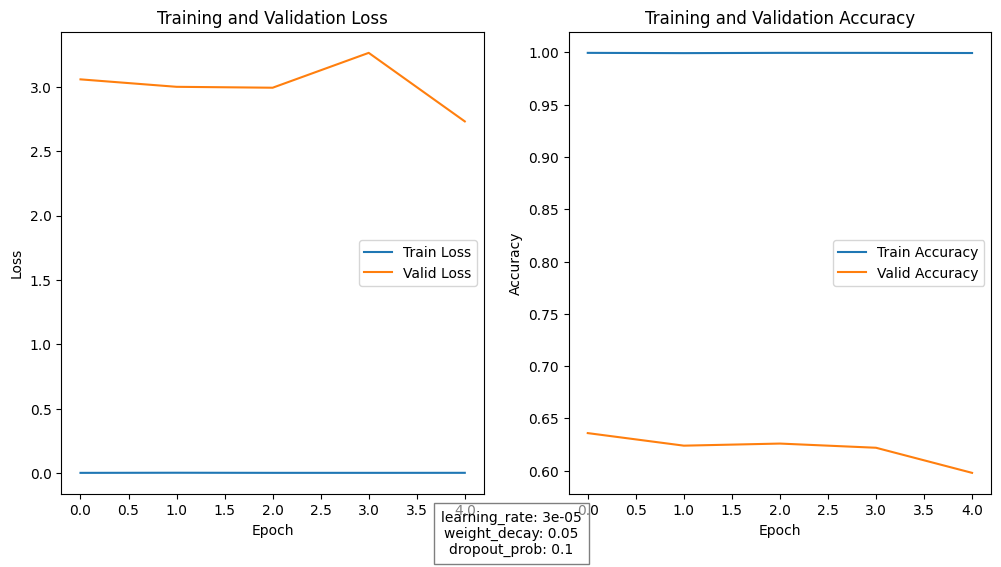 Training and Validation Loss
3.0
2.5
2.0
1.5
1.0
0.5
0.0
Loss
Train Loss
Valid Loss
0.0 0.5 1.0 1.5 2.0 2.5 3.0 3.5 4.0
Epoch
Training and Validation Accuracy
1.00
0.95
0.90
0.85
0.80
0.75
0.70
0.65
0.60
Accuracy
Train Accuracy
Valid Accuracy
0.0 0.5 1.0 1.5 2.0 2.5 3.0 3.5 4.0
Epoch
learning_rate: 3e-05
weight_decay: 0.05
dropout_prob: 0.1